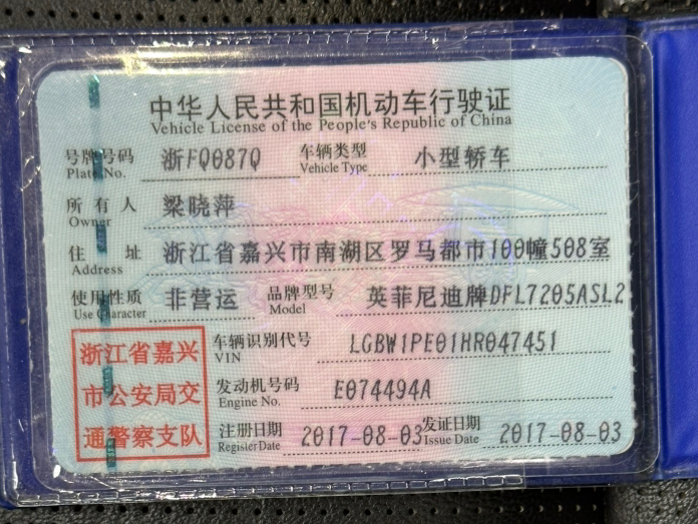 中华人民共和国机动车行驶证
Vehicle License of the People's Republic of China
号牌号码 浙FQ087Q 车辆类型 小型轿车
Plate No. Vehicle Type
所有人 梁晓萍
Owner
住址 浙江省嘉兴市南湖区罗马都市100幢508室
Address
使用性质 非营运 品牌型号 英菲尼迪牌DFL7205ASL2
Use Character Model
浙江省嘉兴
市公安局交
通警察支队
车辆识别代号 LGBW1PE01HR047451
VIN
发动机号码 E074494A
Engine No.
注册日期 2017-08-03 发证日期 2017-08-03
Register Date Issue Date